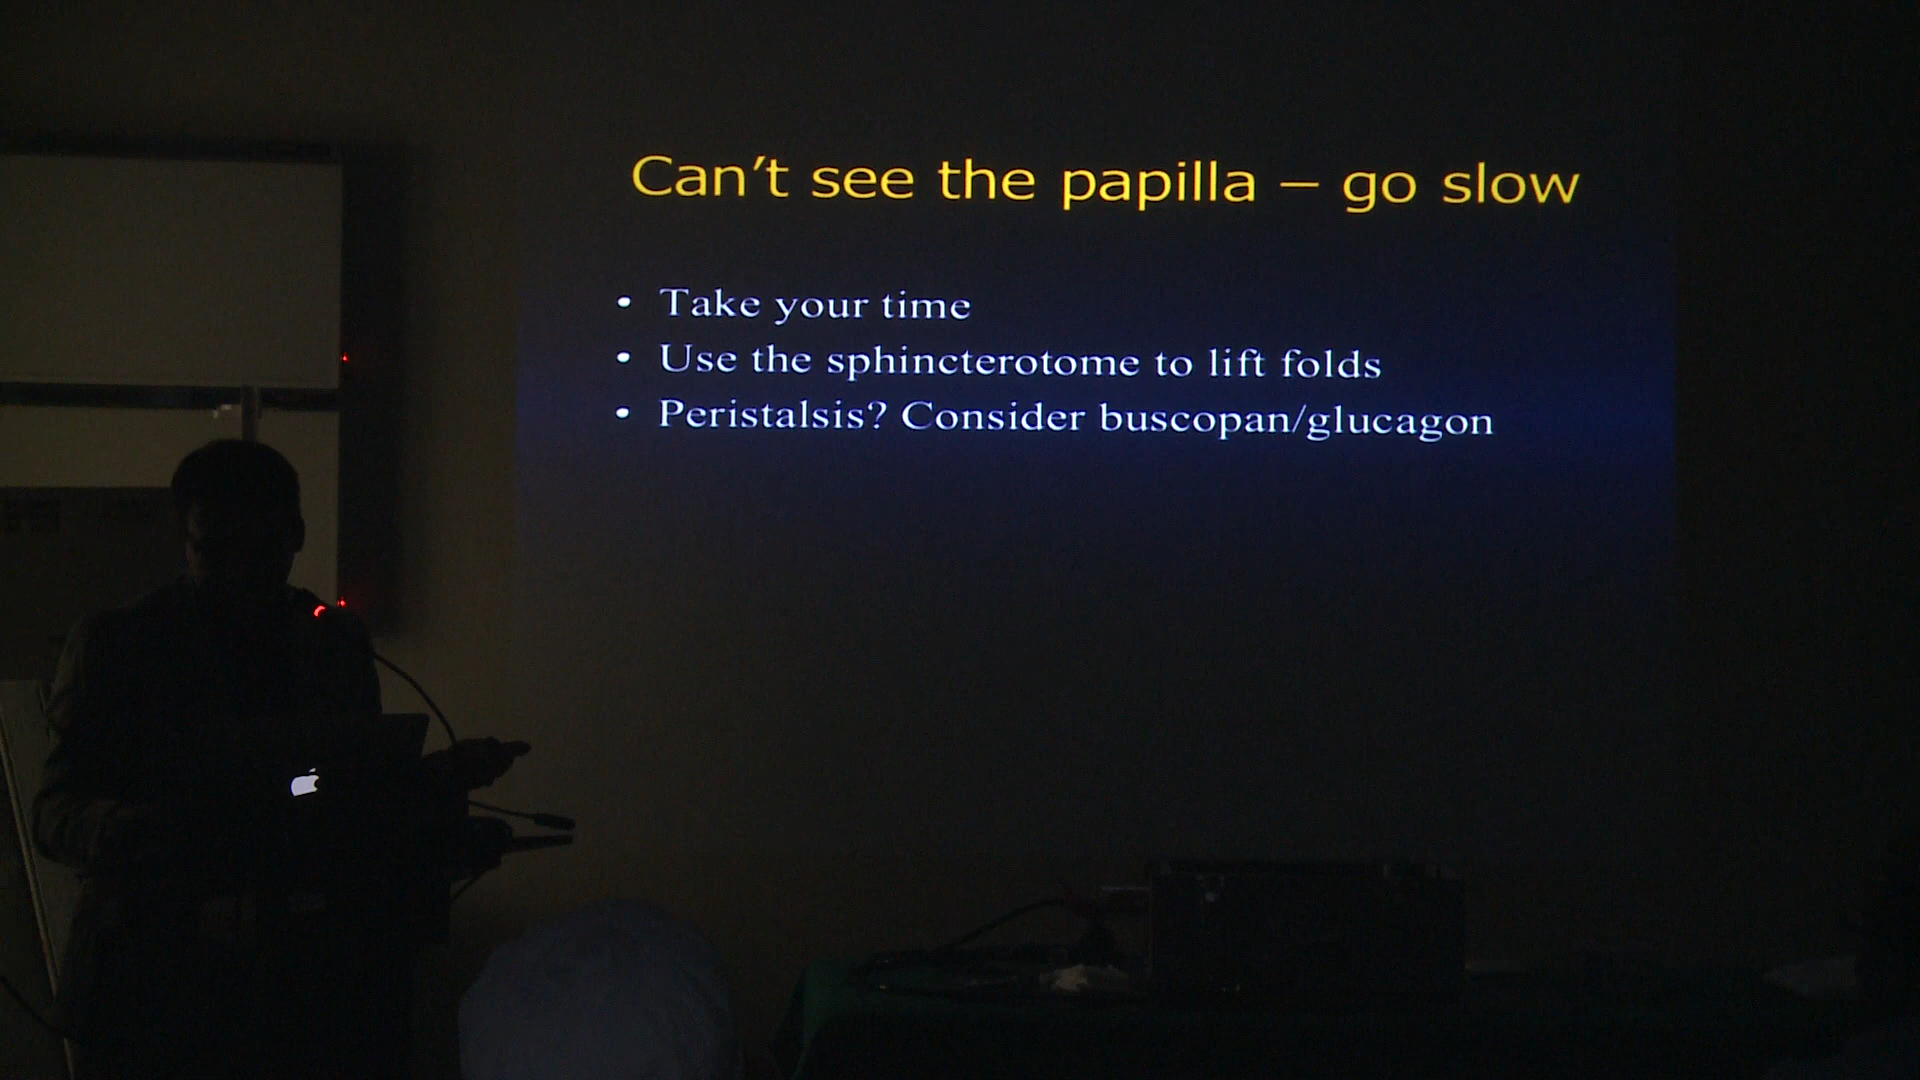 Can't see the papilla – go slow
• Take your time
• Use the sphincterotome to lift folds
• Peristalsis? Consider buscopan/glucagon